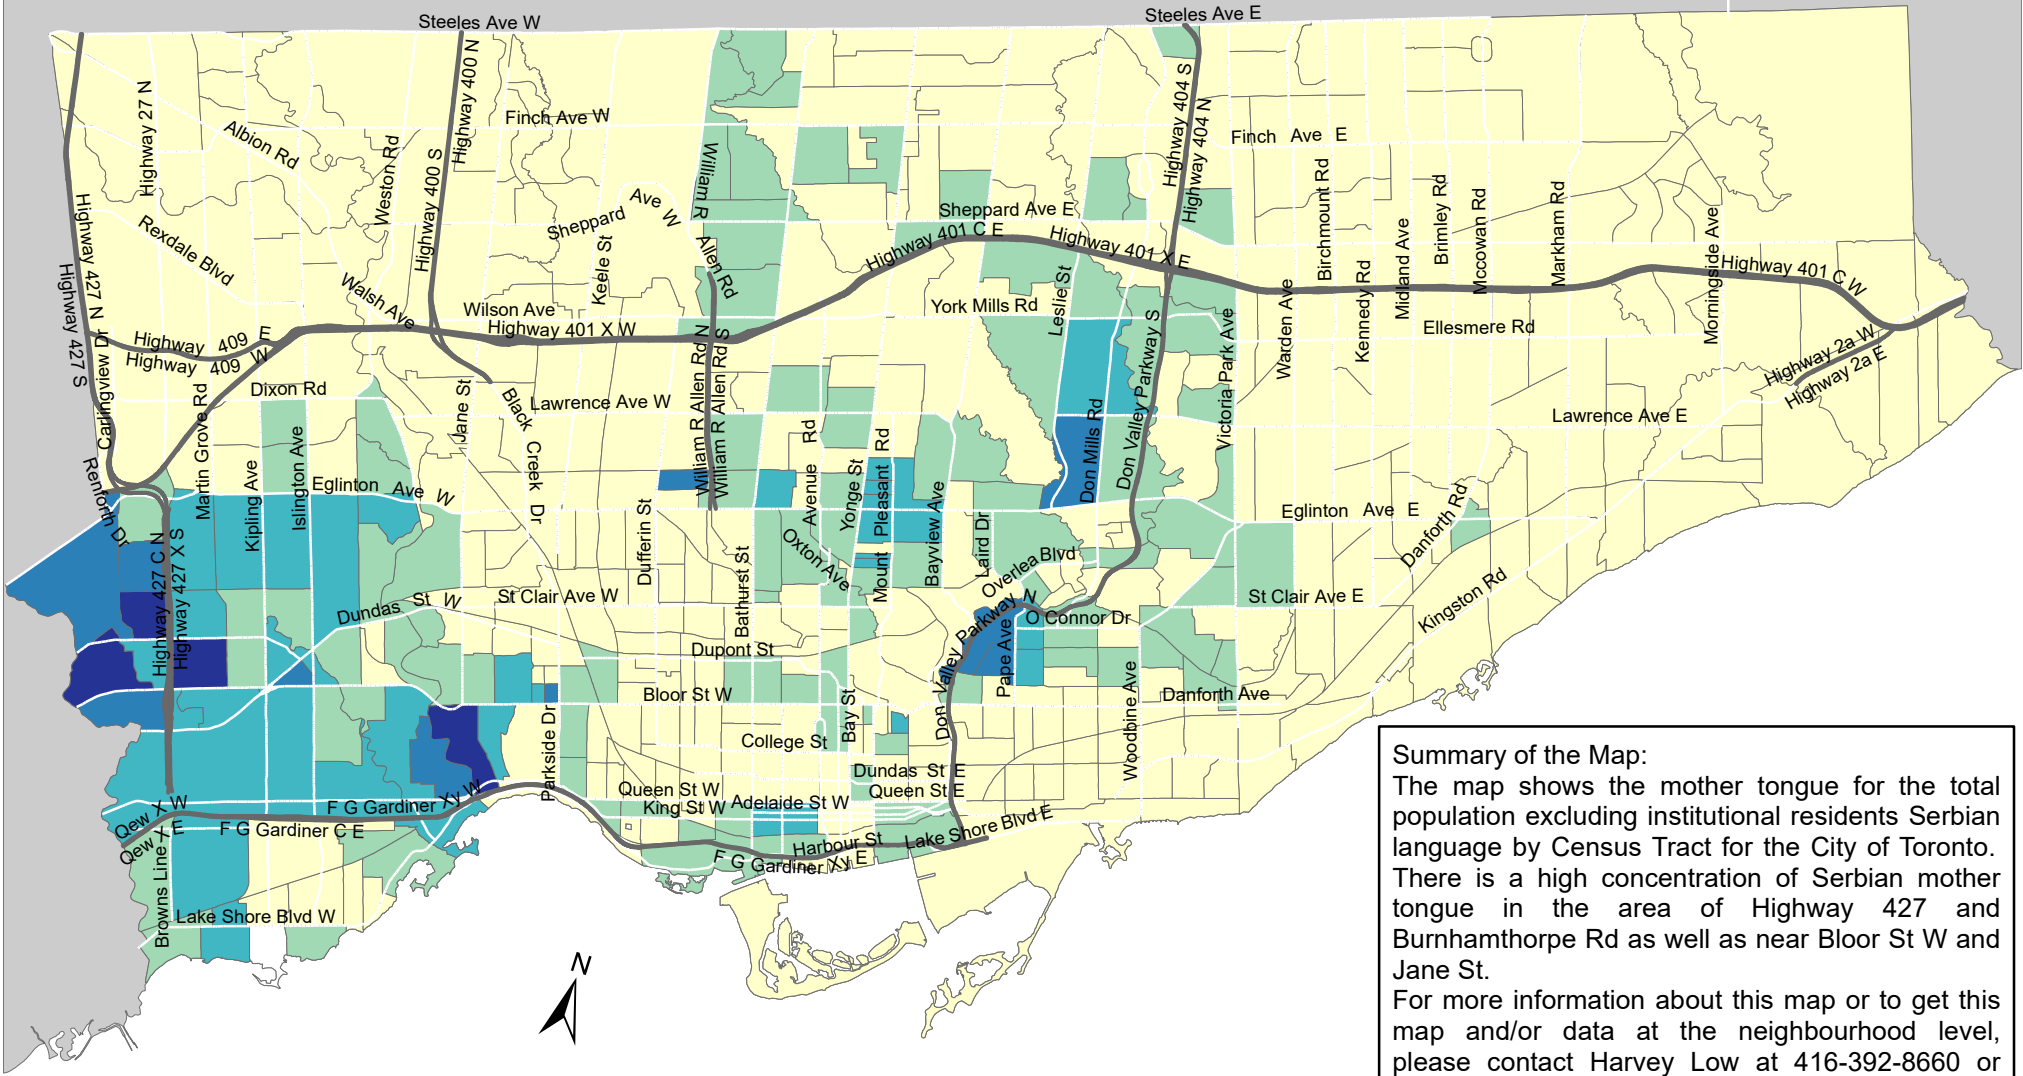 Steeles Ave W
Steeles Ave E
Highway 27 N
Albion Rd
Weston Rd
Highway 400 N
Highway 400 S
Finch Ave W
William R
Allen Rd
Sheppard Ave W
Keele St
Highway 404 S
Highway 404 N
Finch Ave E
Sheppard Ave E
Highway 401 C E
Highway 401 X E
Birchmount Rd
Kennedy Rd
Midland Ave
Brimley Rd
Mccowan Rd
Markham Rd
Morningside Ave
Highway 401 C W
Highway 427 N
Highway 427 S
Rexdale Blvd
Walsh Ave
Wilson Ave
Highway 401 X W
York Mills Rd
Leslie St
Warden Ave
Ellesmere Rd
Highway 2a W
Highway 2a E
Highway 409 E
Highway 409 W
Carlingview Dr
Dixon Rd
Martin Grove Rd
Jane St
Black Creek Dr
Lawrence Ave W
William R Allen Rd N
William R Allen Rd S
Don Mills Rd
Don Valley Parkway S
Victoria Park Ave
Lawrence Ave E
Renforth Dr
Kipling Ave
Islington Ave
Eglinton Ave W
Dufferin St
Bathurst St
Avenue Rd
Oxton Ave
Yonge St
Mount Pleasant Rd
Bayview Ave
Laird Dr
Overlea Blvd
Eglinton Ave E
Danforth Rd
Kingston Rd
Highway 427 C N
Highway 427 X S
Dundas St W
St Clair Ave W
St Clair Ave E
Don Valley Parkway N
O Connor Dr
Pape Ave
Dupont St
Bloor St W
Bay St
Danforth Ave
Woodbine Ave
Parkside Dr
College St
Dundas St E
Queen St E
Queen St W
King St W
Adelaide St W
Qew X W
Qew X E
F G Gardiner Xy W
F G Gardiner C E
Harbour St
Lake Shore Blvd E
F G Gardiner Xy E
Browns Line
Lake Shore Blvd W
N
Summary of the Map:
The map shows the mother tongue for the total
population excluding institutional residents Serbian
language by Census Tract for the City of Toronto.
There is a high concentration of Serbian mother
tongue in the area of Highway 427 and
Burnhamthorpe Rd as well as near Bloor St W and
Jane St.
For more information about this map or to get this
map and/or data at the neighbourhood level,
please contact Harvey Low at 416-392-8660 or